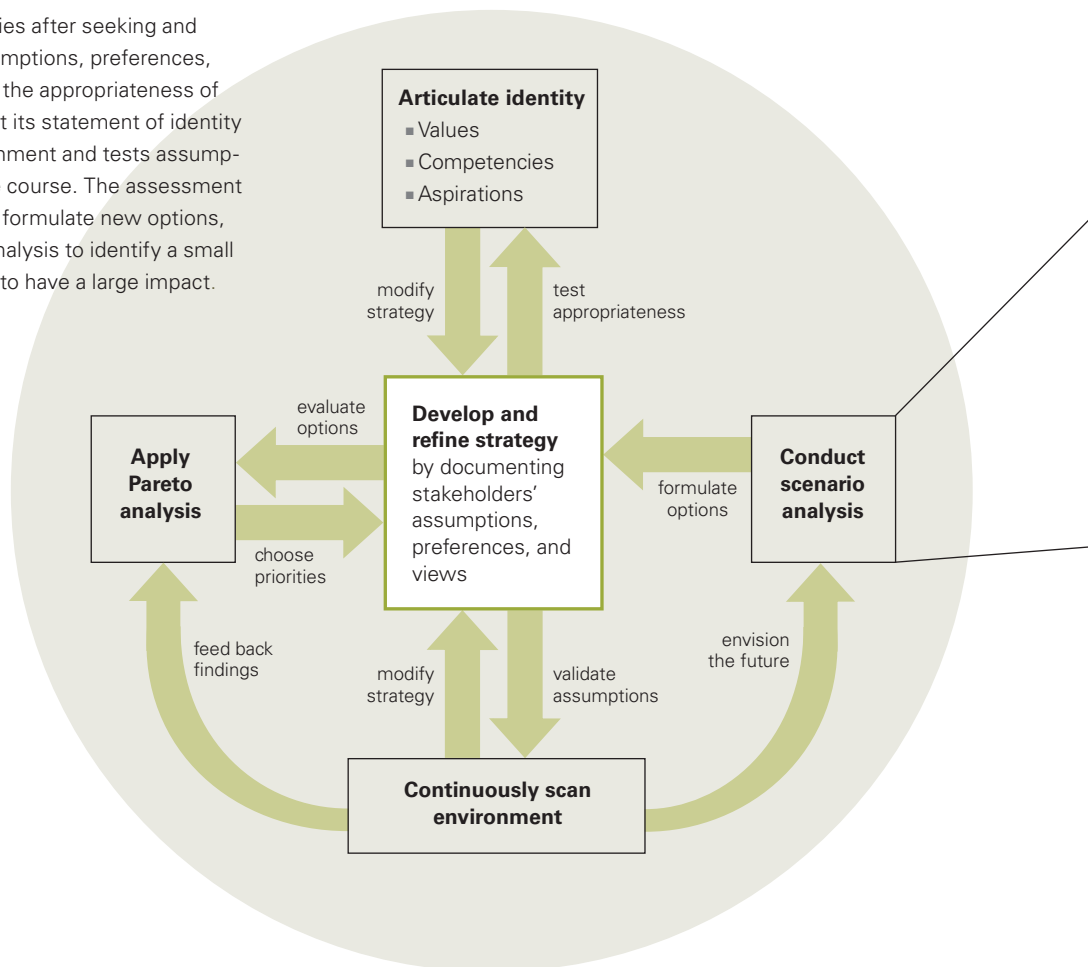 ies after seeking and
mptions, preferences,
the appropriateness of
t its statement of identity
nment and tests assump-
course. The assessment
formulate new options,
nalysis to identify a small
to have a large impact.
Articulate identity
▪ Values
▪ Competencies
▪ Aspirations
modify
strategy
test
appropriateness
evaluate
options
Develop and
refine strategy
by documenting
stakeholders’
assumptions,
preferences, and
views
Apply
Pareto
analysis
choose
priorities
formulate
options
Conduct
scenario
analysis
feed back
findings
modify
strategy
validate
assumptions
envision
the future
Continuously scan
environment